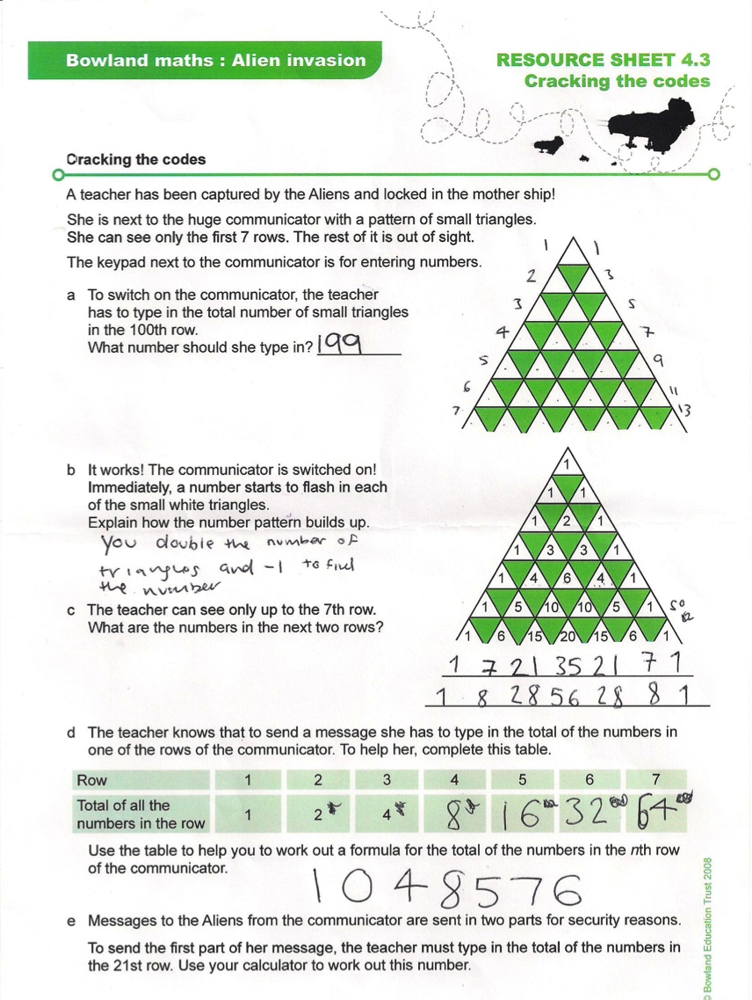 Bowland maths : Alien invasion
RESOURCE SHEET 4.3
Cracking the codes
Cracking the codes
A teacher has been captured by the Aliens and locked in the mother ship!
She is next to the huge communicator with a pattern of small triangles.
She can see only the first 7 rows. The rest of it is out of sight.
The keypad next to the communicator is for entering numbers.
a To switch on the communicator, the teacher
has to type in the total number of small triangles
in the 100th row.
What number should she type in? 199
1 1
2 3
3 5
4 7
5 9
6 11
7 13
b It works! The communicator is switched on!
Immediately, a number starts to flash in each
of the small white triangles.
Explain how the number pattern builds up.
You double the number of
triangles and -1 to find
the number
c The teacher can see only up to the 7th row.
What are the numbers in the next two rows?
1
1 1
1 2 1
1 3 3 1
1 4 6 4 1
1 5 10 10 5 1
1 6 15 20 15 6 1
1 7 21 35 21 7 1
1 8 28 56 28 8 1
d The teacher knows that to send a message she has to type in the total of the numbers in
one of the rows of the communicator. To help her, complete this table.
Row 1 2 3 4 5 6 7
Total of all the
numbers in the row 1 2 4 8 16 32 64
Use the table to help you to work out a formula for the total of the numbers in the nth row
of the communicator.
1048576
e Messages to the Aliens from the communicator are sent in two parts for security reasons.
To send the first part of her message, the teacher must type in the total of the numbers in
the 21st row. Use your calculator to work out this number.
© Bowland Education Trust 2008